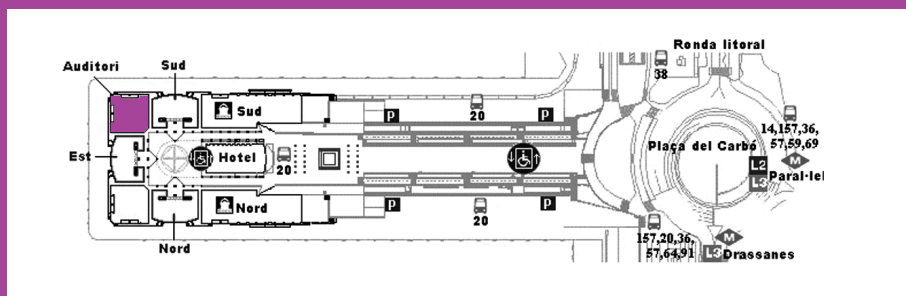 Ronda litoral
Auditori
Sud
38
P
P
Sud
20
14,157,36,
57,59,69
Plaça del Carbó
M
Est
Hotel
20
L2
L3
Paral·lel
P
P
Nord
20
157,20,36,
57,64,91
M
L3
Drassanes
Nord